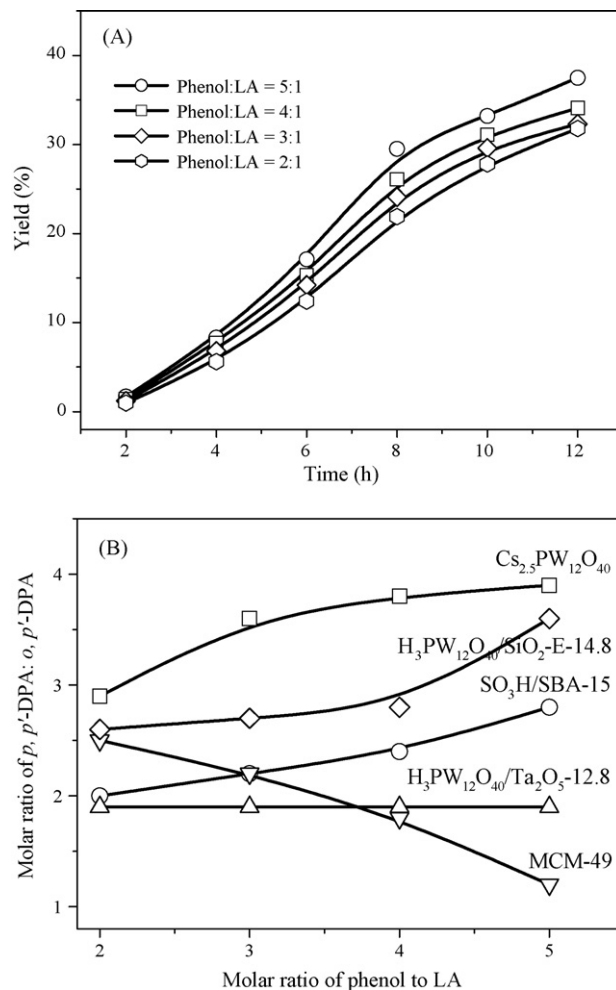 (A)
40
30
20
10
0
Yield (%)
Phenol:LA = 5:1
Phenol:LA = 4:1
Phenol:LA = 3:1
Phenol:LA = 2:1
2 4 6 8 10 12
Time (h)
(B)
4
3
2
1
Molar ratio of p, p′-DPA: o, p′-DPA
Cs2.5PW12O40
H3PW12O40/SiO2-E-14.8
SO3H/SBA-15
H3PW12O40/Ta2O5-12.8
MCM-49
2 3 4 5
Molar ratio of phenol to LA